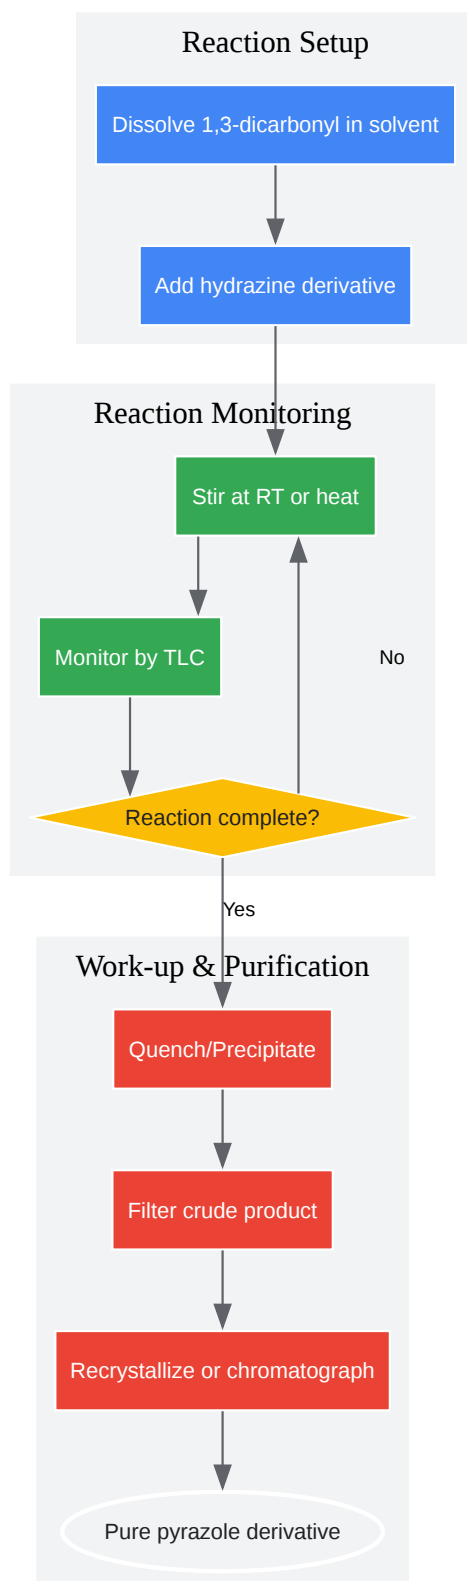 Reaction Setup
Dissolve 1,3-dicarbonyl in solvent
Add hydrazine derivative
Reaction Monitoring
Stir at RT or heat
Monitor by TLC
No
Reaction complete?
Yes
Work-up & Purification
Quench/Precipitate
Filter crude product
Recrystallize or chromatograph
Pure pyrazole derivative